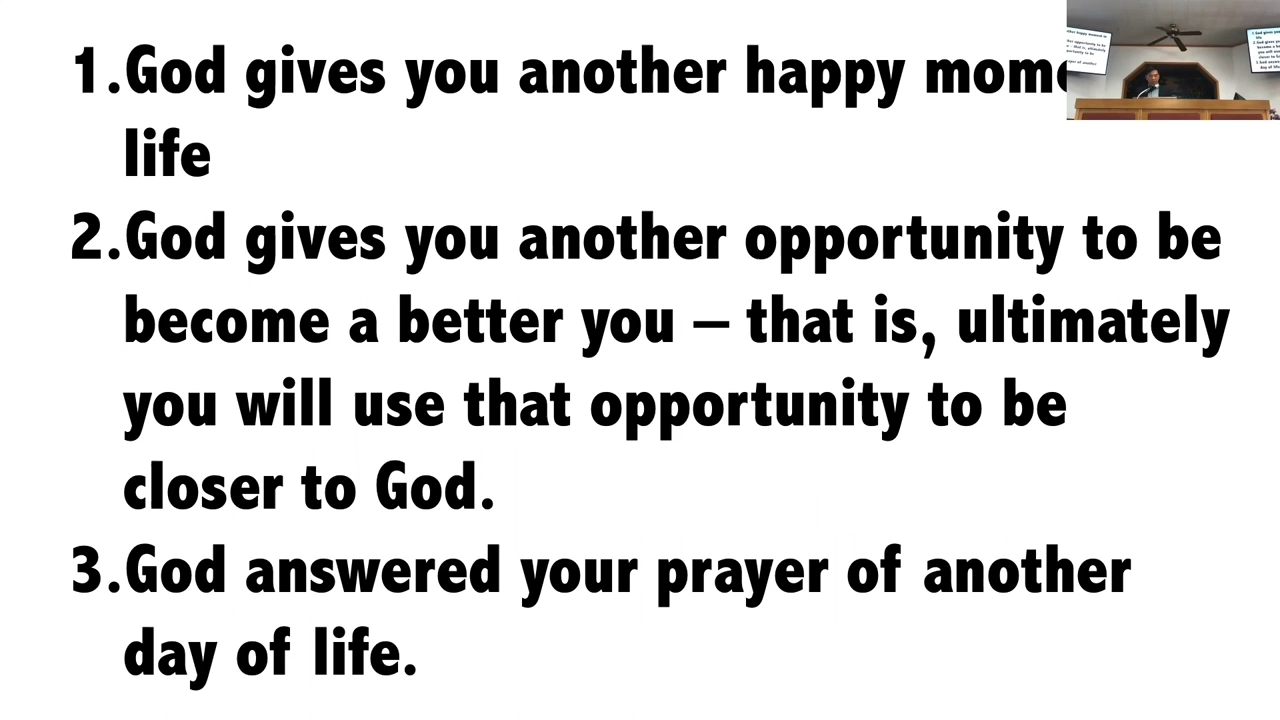 1.God gives you another happy
life
2.God gives you another opportunity to be
become a better you – that is, ultimately
you will use that opportunity to be
closer to God.
3.God answered your prayer of another
day of life.